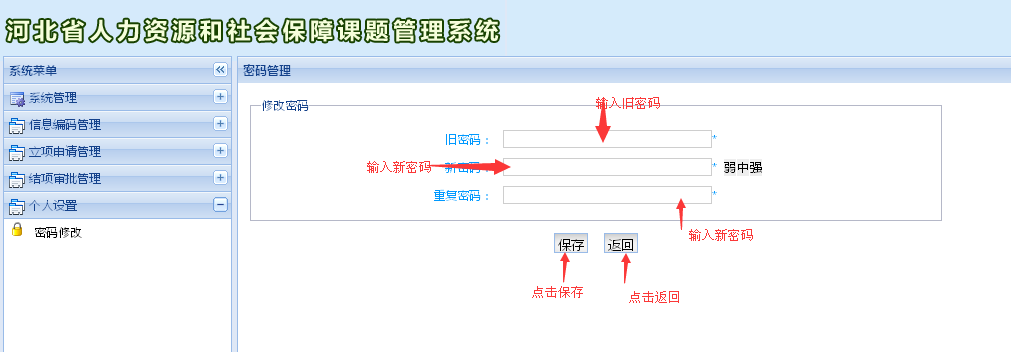 河北省人力资源和社会保障课题管理系统
系统菜单
系统管理
信息编码管理
立项申请管理
结项审批管理
个人设置
密码修改
密码管理
修改密码
输入旧密码
旧密码： *
输入新密码 新密码： * 弱中强
重复密码： *
输入新密码
保存 返回
点击保存 点击返回